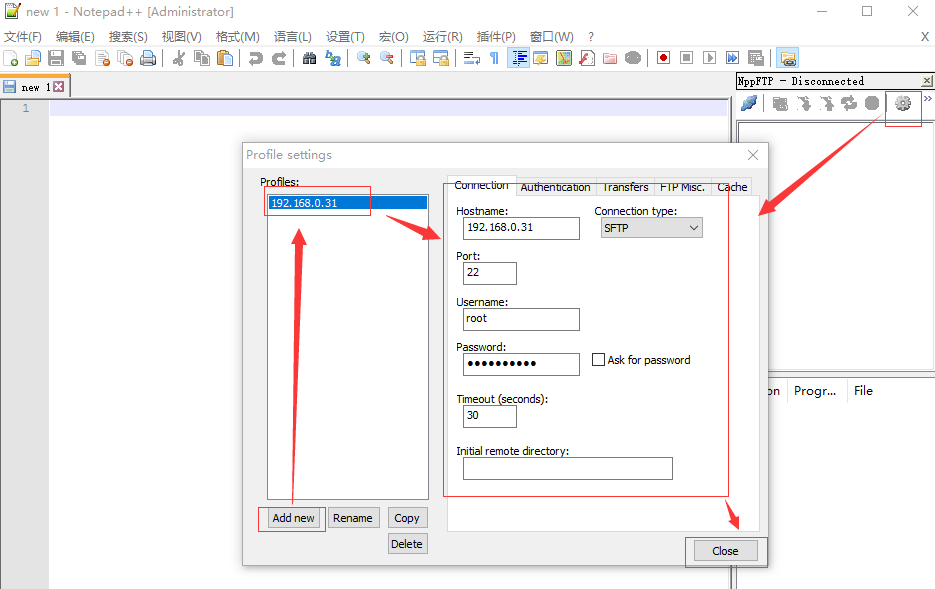 new 1 - Notepad++ [Administrator]
文件(F) 编辑(E) 搜索(S) 视图(V) 格式(M) 语言(L) 设置(T) 宏(O) 运行(R) 插件(P) 窗口(W) ? X
new 1
NppFTP - Disconnected
1
Profile settings
Profiles:
192.168.0.31
Connection Authentication Transfers FTP Misc. Cache
Hostname: Connection type:
192.168.0.31 SFTP
Port:
22
Username:
root
Password:
●●●●●●●●●● Ask for password
Timeout (seconds):
30
Initial remote directory:
Add new Rename Copy
Delete
Close
on Progr... File